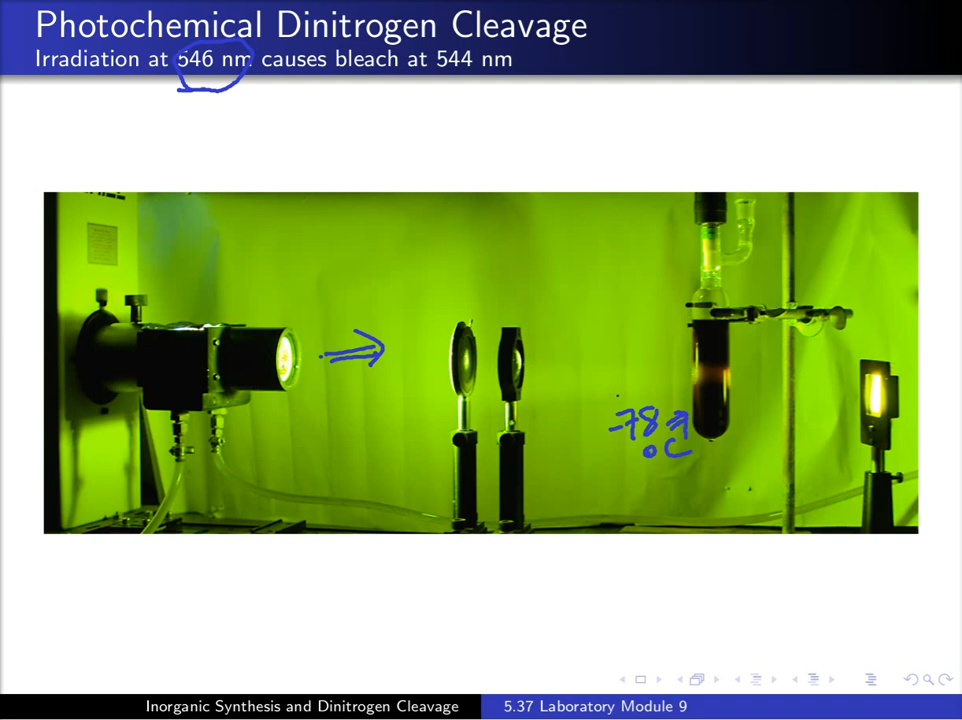 Photochemical Dinitrogen Cleavage
Irradiation at 546 nm causes bleach at 544 nm
-78
°C
Inorganic Synthesis and Dinitrogen Cleavage
5.37 Laboratory Module 9